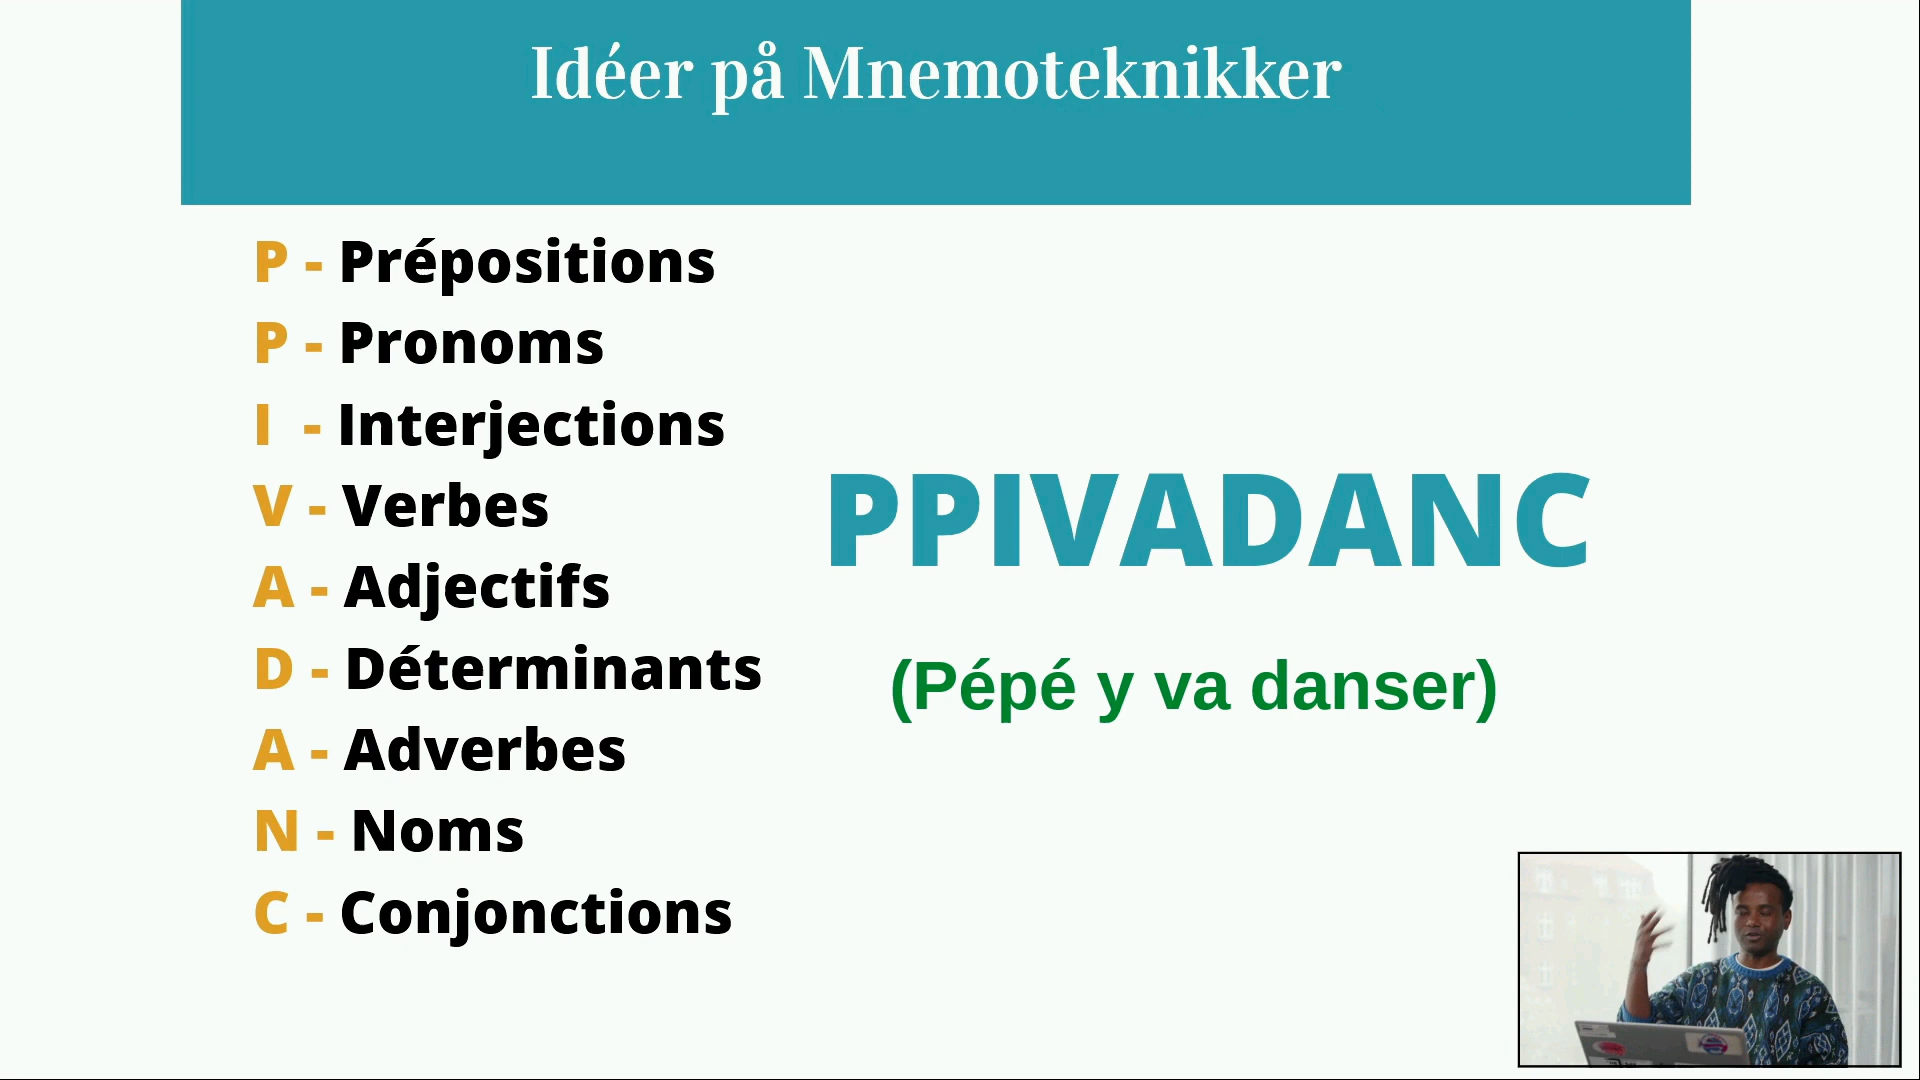 Idéer på Mnemoteknikker
P - Prépositions
P - Pronoms
I - Interjections
V - Verbes
A - Adjectifs
D - Déterminants
A - Adverbes
N - Noms
C - Conjonctions
PPIVADANC
(Pépé y va danser)